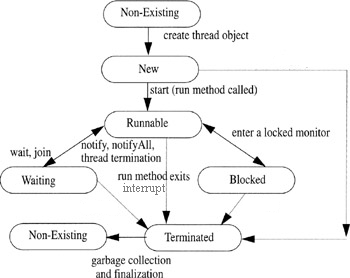 Non-Existing
create thread object
New
start (run method called)
Runnable
wait, join
notify, notifyAll,
thread termination
enter a locked monitor
Waiting
run method exits
interrupt
Blocked
Non-Existing
Terminated
garbage collection
and finalization